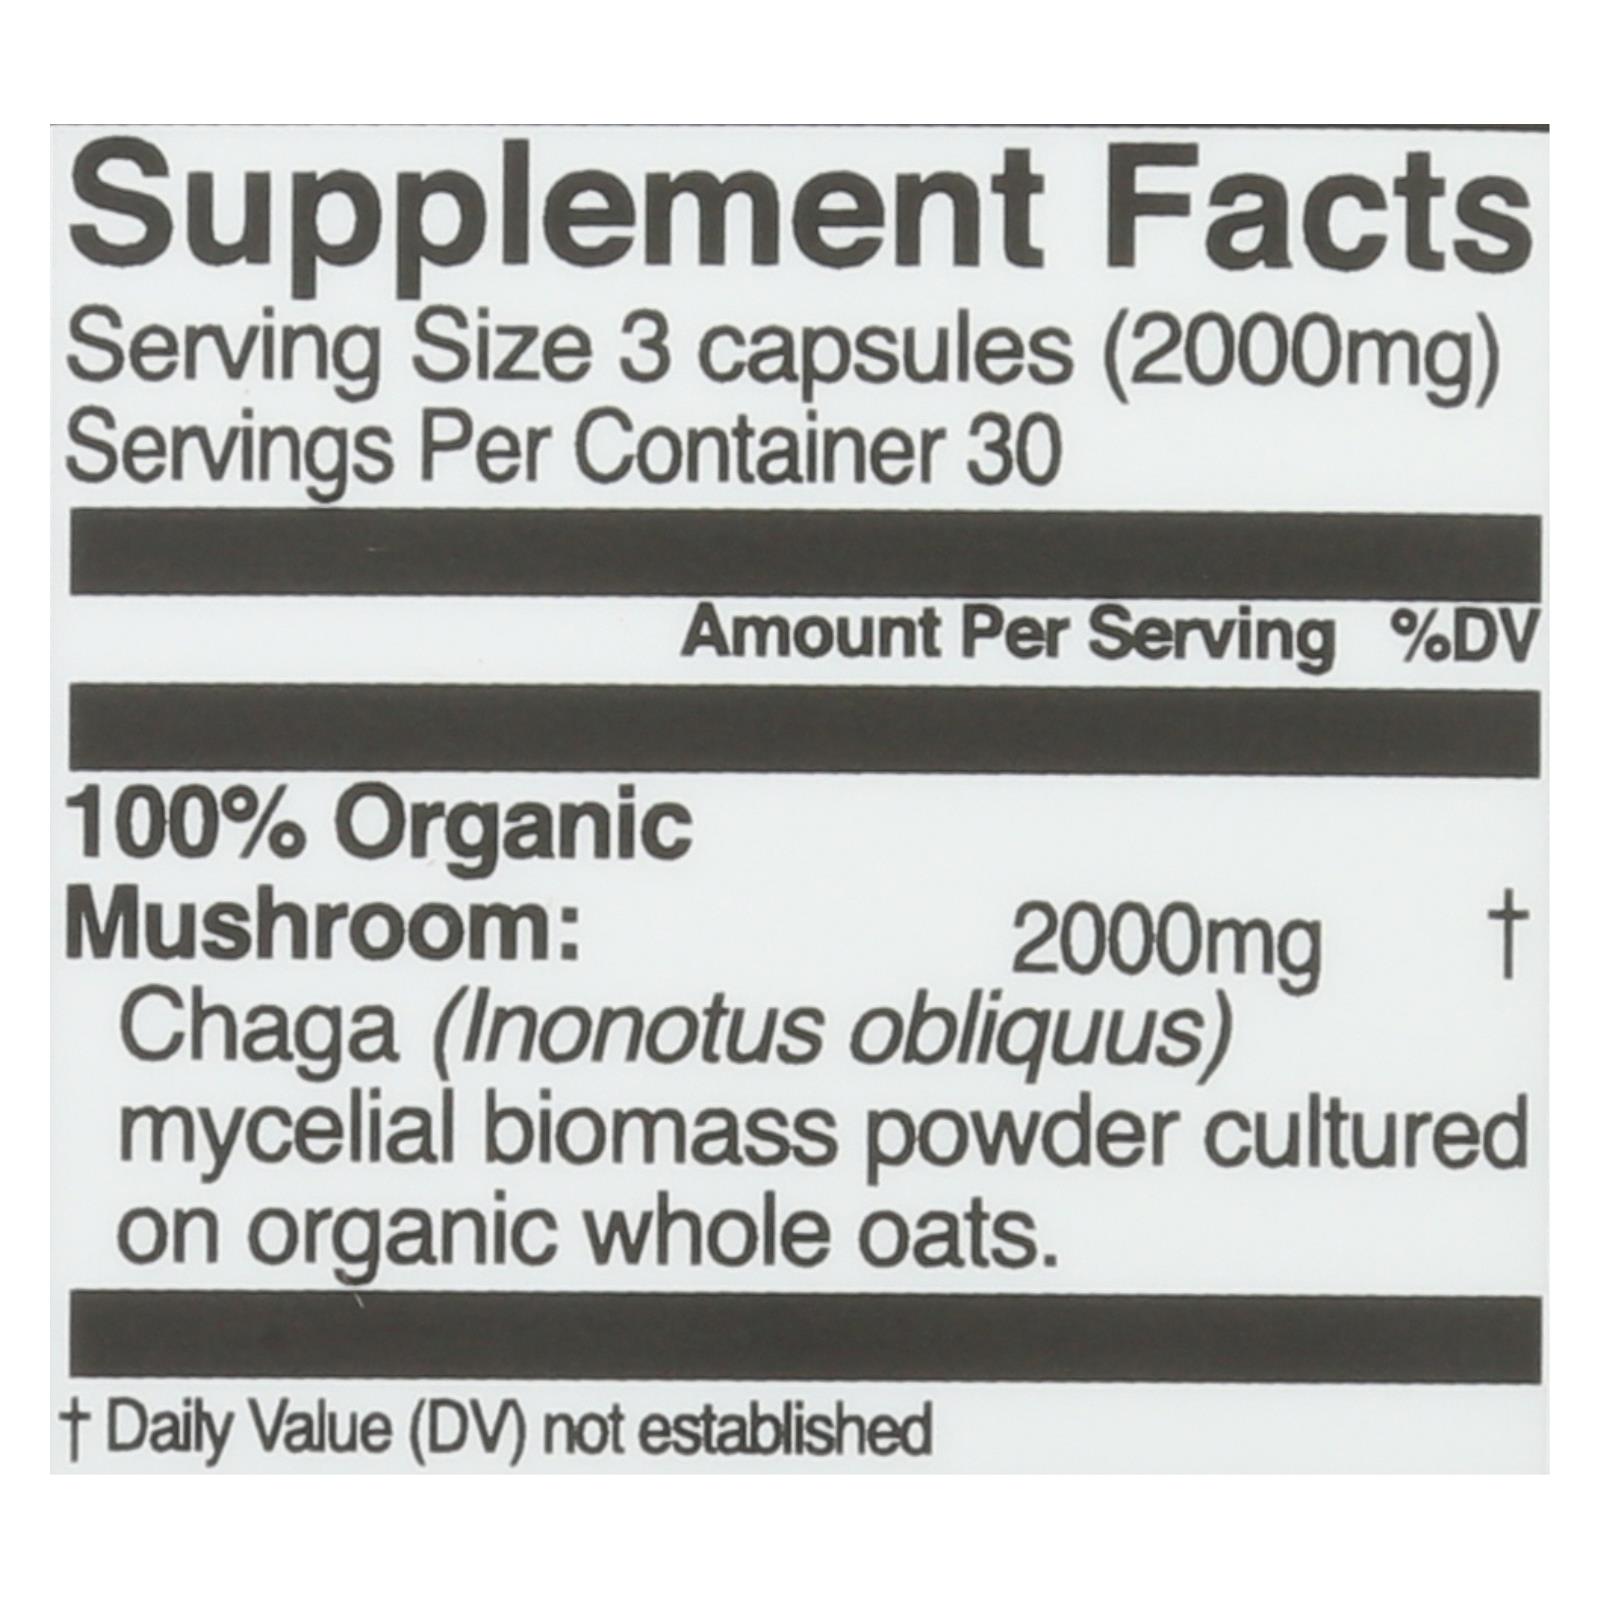 Supplement Facts
Serving Size 3 capsules (2000mg)
Servings Per Container 30
Amount Per Serving %DV
100% Organic
Mushroom: 2000mg †
Chaga (Inonotus obliquus)
mycelial biomass powder cultured
on organic whole oats.
† Daily Value (DV) not established